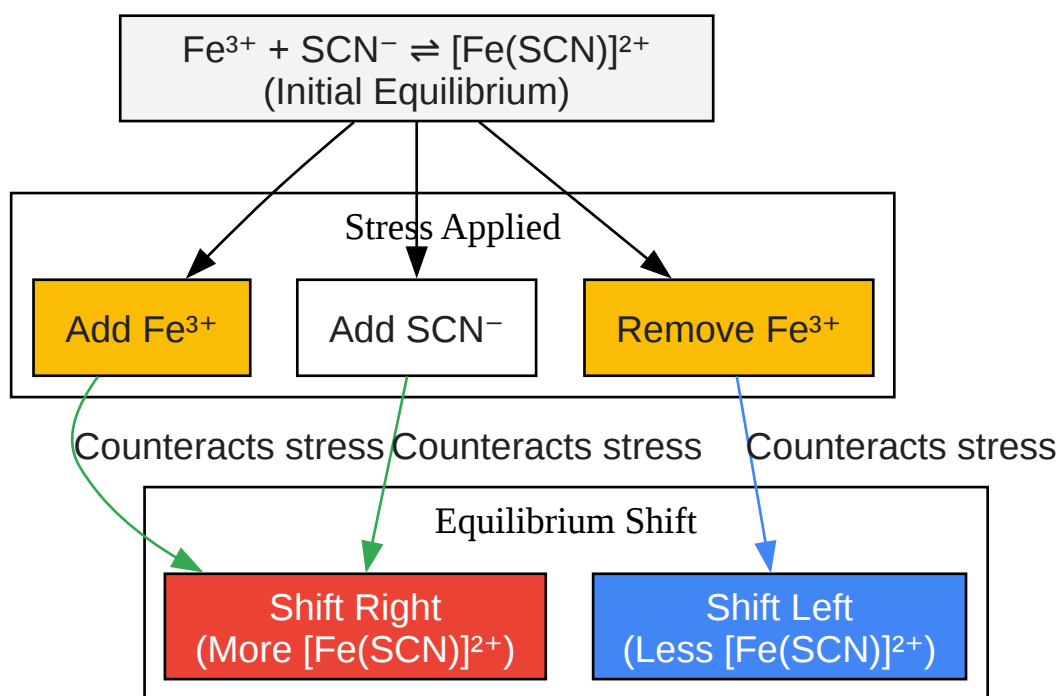 Fe³⁺ + SCN⁻ ⇌ [Fe(SCN)]²⁺
(Initial Equilibrium)
Stress Applied
Add Fe³⁺
Add SCN⁻
Remove Fe³⁺
Counteracts stress
Counteracts stress
Counteracts stress
Equilibrium Shift
Shift Right
(More [Fe(SCN)]²⁺)
Shift Left
(Less [Fe(SCN)]²⁺)